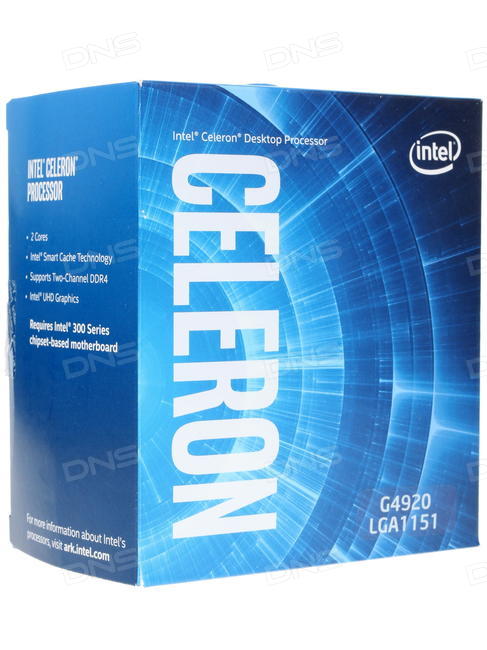 INTEL® CELERON®
PROCESSOR
• 2 Cores
• Intel® Smart Cache Technology
• Supports Two-Channel DDR4
• Intel® UHD Graphics
Requires Intel® 300 Series
chipset-based motherboard
For more information about Intel's
processors, visit ark.intel.com
Intel® Celeron® Desktop Processor
intel®
CELERON
G4920
LGA1151
DNS